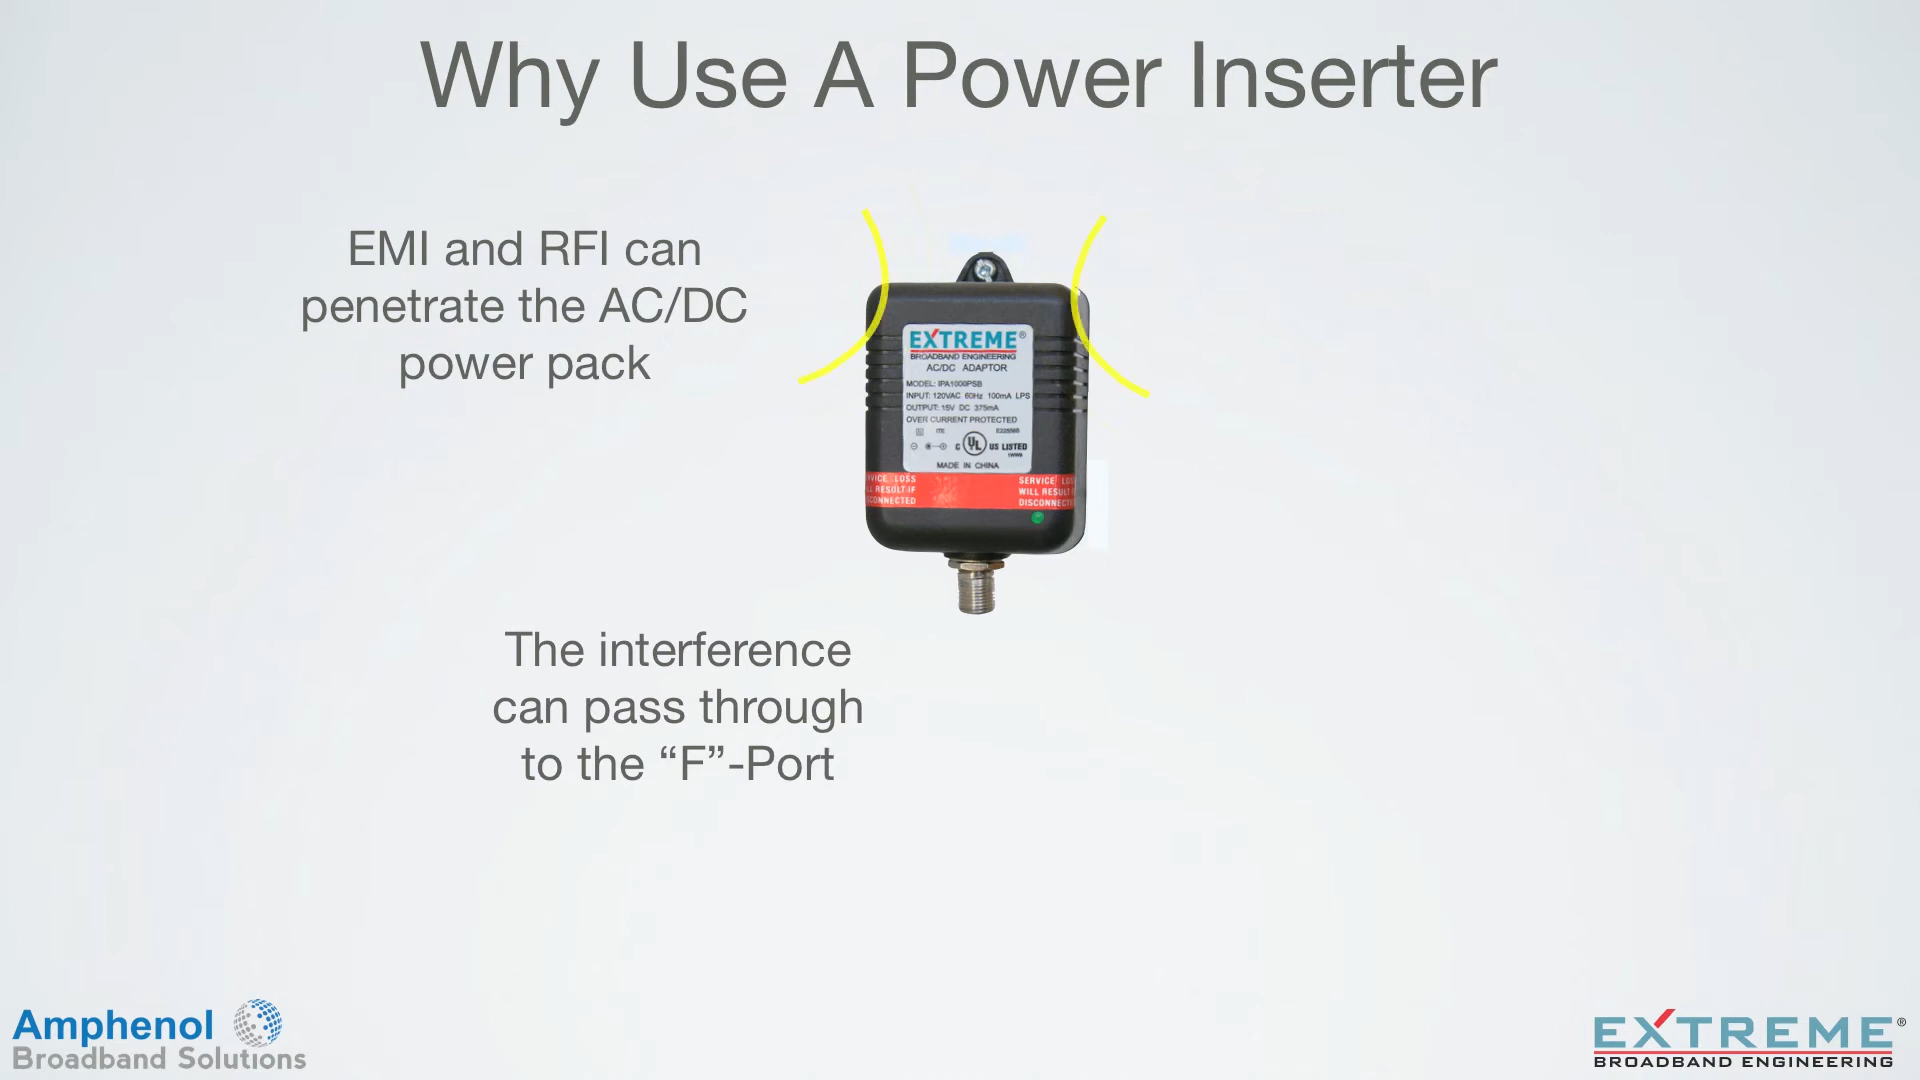 Why Use A Power Inserter
EMI and RFI can
penetrate the AC/DC
power pack
EXTREME®
BROADBAND ENGINEERING
AC/DC ADAPTOR
MODEL: IPA1000PSB
INPUT: 120VAC 60Hz 100mA LPS
OUTPUT: 15V DC 375mA
OVER CURRENT PROTECTED
ITE
C UL US LISTED
MADE IN CHINA
SERVICE LOSS
WILL RESULT IF
DISCONNECTED
The interference
can pass through
to the “F”-Port
Amphenol
Broadband Solutions
EXTREME®
BROADBAND ENGINEERING